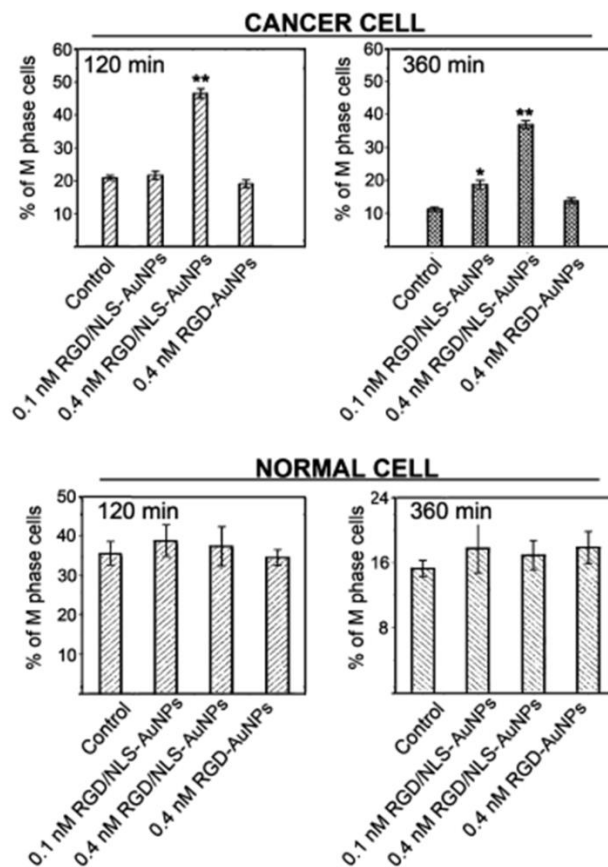 CANCER CELL
120 min
% of M phase cells
60
50
40
30
20
10
**
Control
0.1 nM RGD/NLS-AuNPs
0.4 nM RGD/NLS-AuNPs
0.4 nM RGD-AuNPs
360 min
% of M phase cells
60
50
40
30
20
10
*
**
Control
0.1 nM RGD/NLS-AuNPs
0.4 nM RGD/NLS-AuNPs
0.4 nM RGD-AuNPs
NORMAL CELL
120 min
% of M phase cells
50
40
30
20
10
Control
0.1 nM RGD/NLS-AuNPs
0.4 nM RGD/NLS-AuNPs
0.4 nM RGD-AuNPs
360 min
% of M phase cells
24
16
8
Control
0.1 nM RGD/NLS-AuNPs
0.4 nM RGD/NLS-AuNPs
0.4 nM RGD-AuNPs